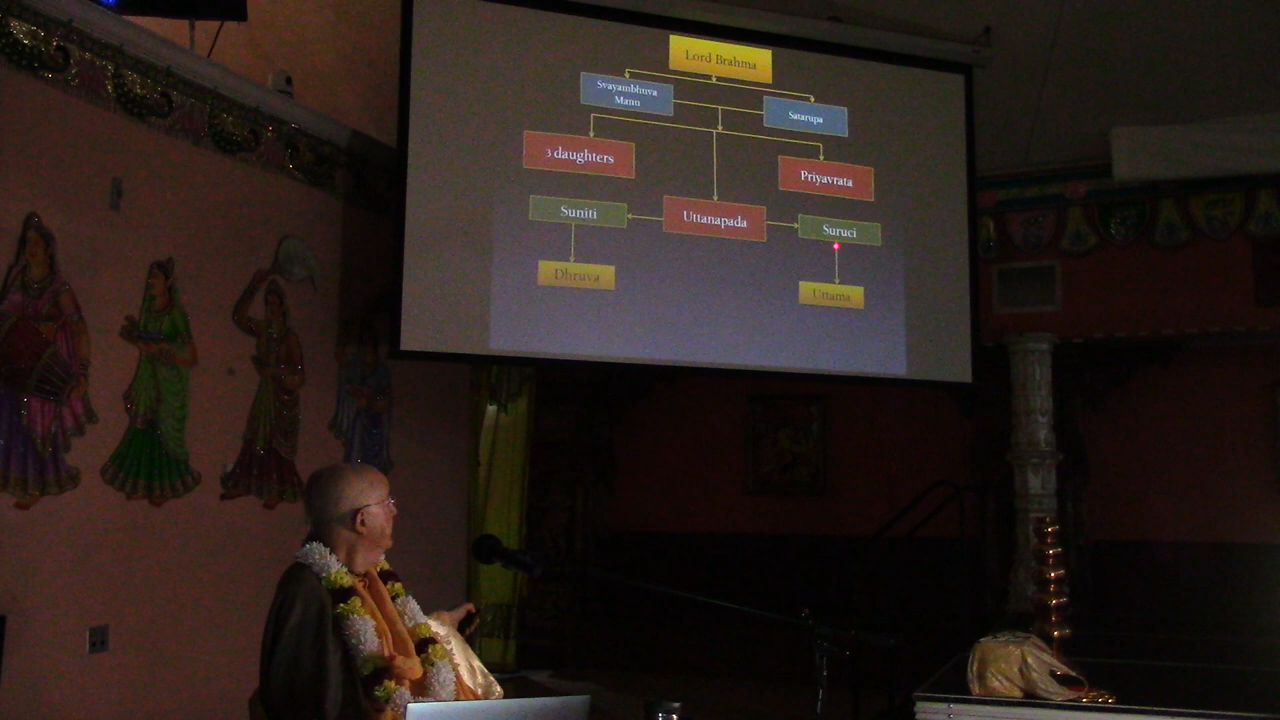 Lord Brahma
Svayambhuva
Manu
Satarupa
3 daughters
Priyavrata
Suniti
Uttanapada
Suruci
Dhruva
Uttama